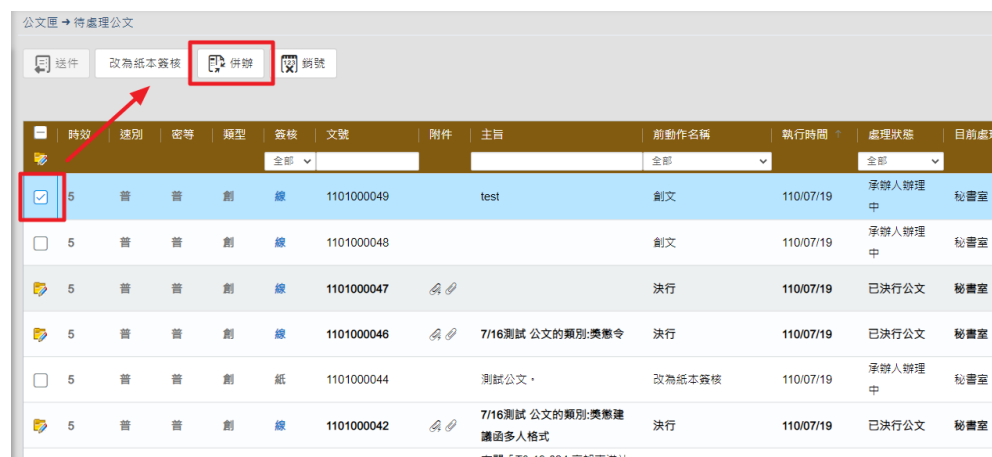 公文匣➜待處理公文
送件 改為紙本簽核 併辦 銷號
時效 速別 密等 類型 簽核 文號 附件 主旨 前動作名稱 執行時間 ↑ 處理狀態 目前處
全部 全部 全部
5 普 普 創 線 1101000049 test 創文 110/07/19 承辦人辦理 秘書室
中
5 普 普 創 線 1101000048 創文 110/07/19 承辦人辦理 秘書室
中
5 普 普 創 線 1101000047 決行 110/07/19 已決行公文 秘書室
5 普 普 創 線 1101000046 7/16測試 公文的類別:獎懲令 決行 110/07/19 已決行公文 秘書室
5 普 普 創 紙 1101000044 測試公文。 改為紙本簽核 110/07/19 承辦人辦理 秘書室
中
5 普 普 創 線 1101000042 7/16測試 公文的類別:獎懲建 決行 110/07/19 已決行公文 秘書室
議函多人格式